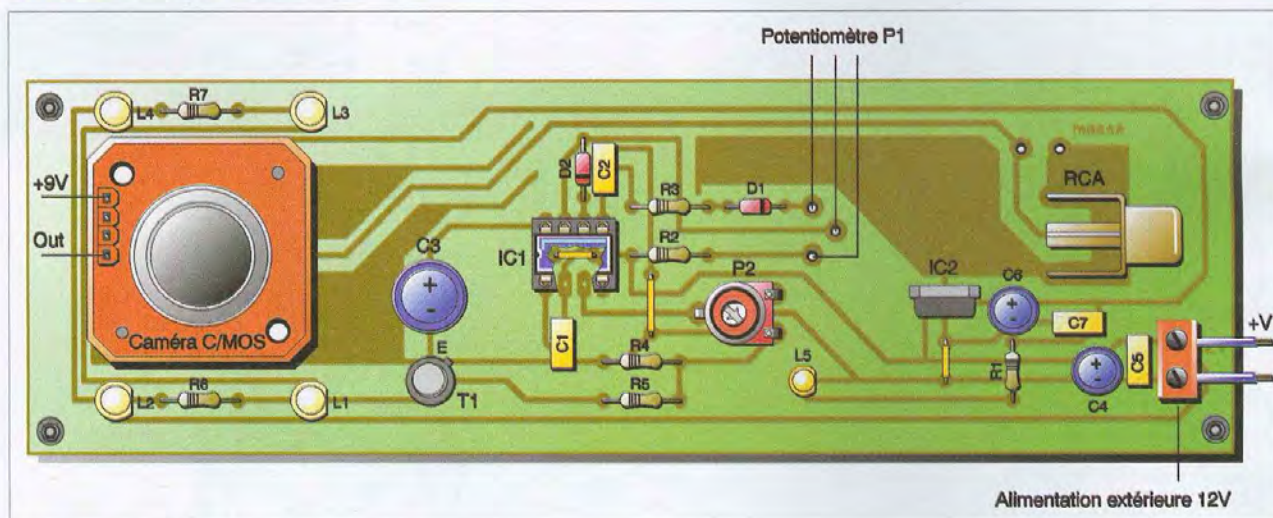 Potentiomètre P1
R7
L4
L3
masse
+9V
D2
C2
R3
D1
RCA
Out
C3
IC1
R2
P2
IC2
C6
+
-
+
-
C7
+V
Caméra C/MOS
C1
E
R4
L5
R1
+
-
C5
R6
L2
L1
T1
R5
C4
Alimentation extérieure 12V